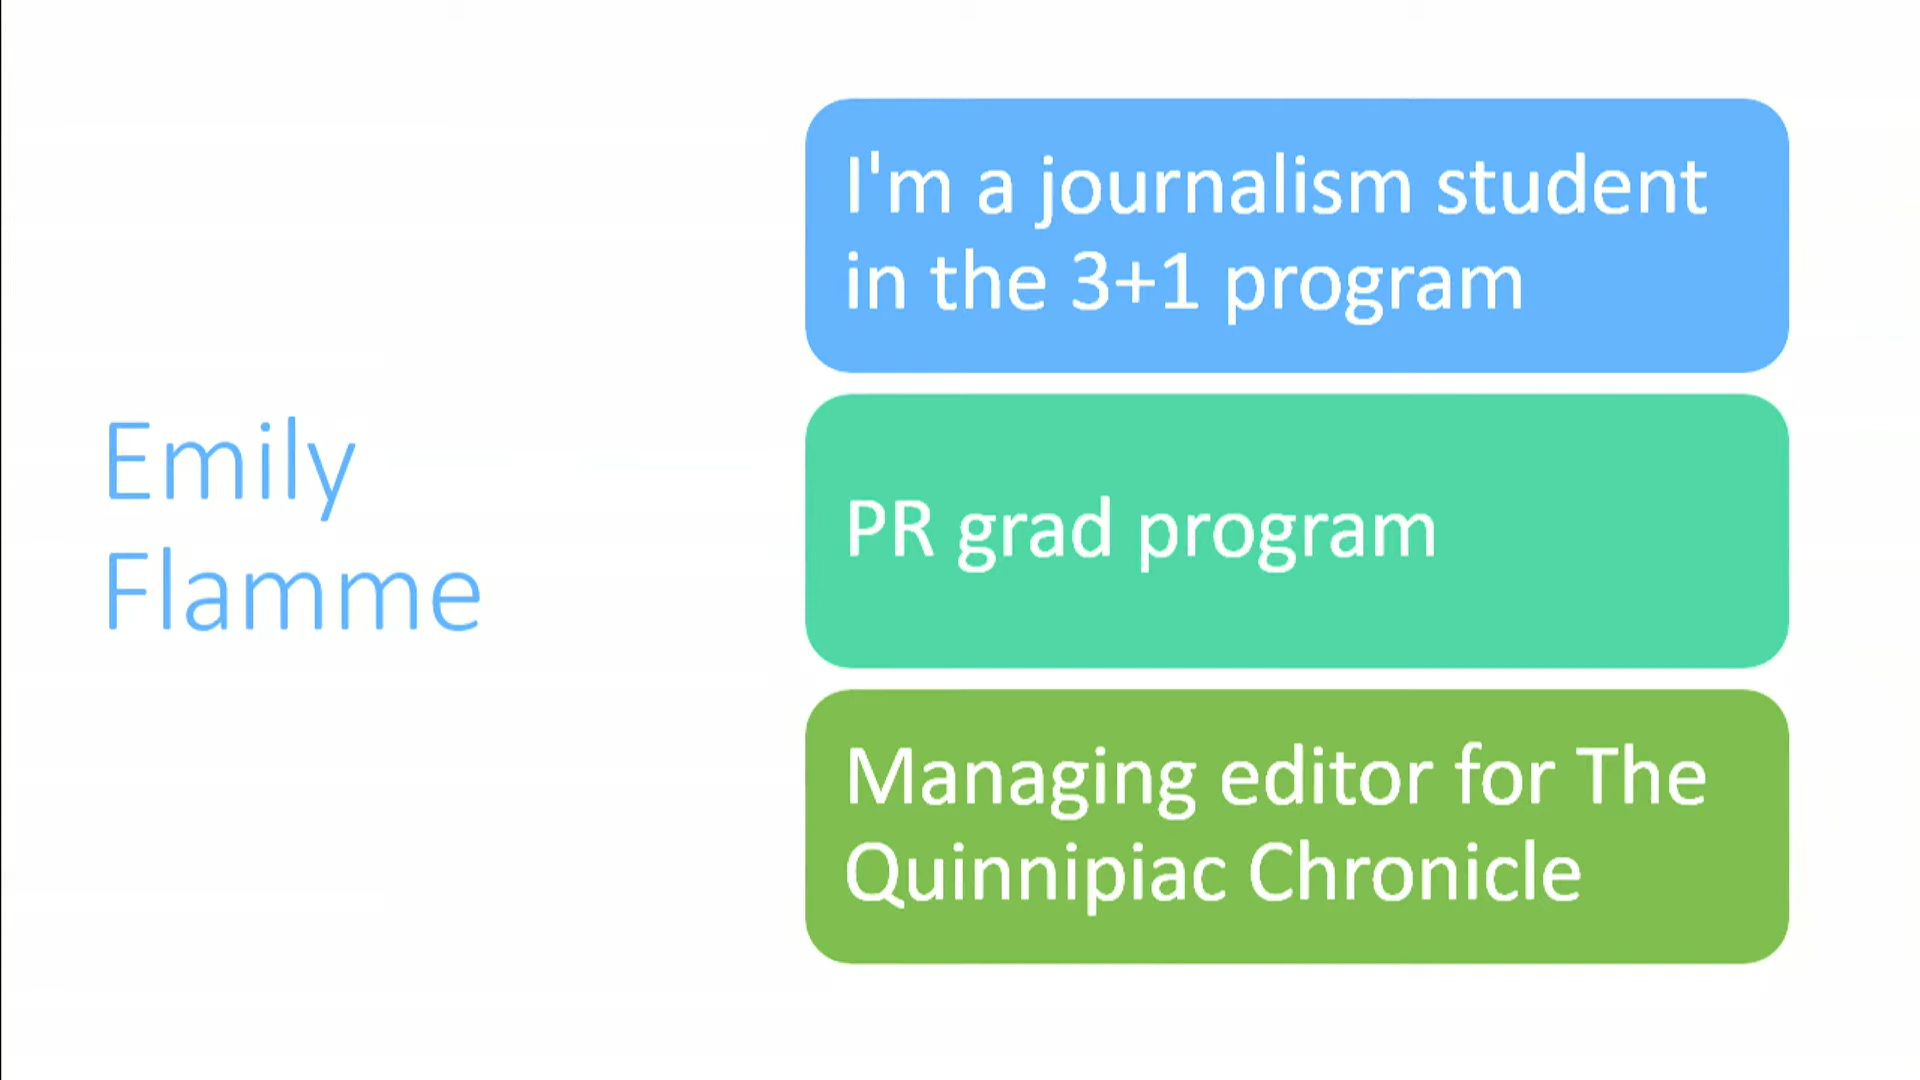 Emily
Flamme
I'm a journalism student
in the 3+1 program
PR grad program
Managing editor for The
Quinnipiac Chronicle